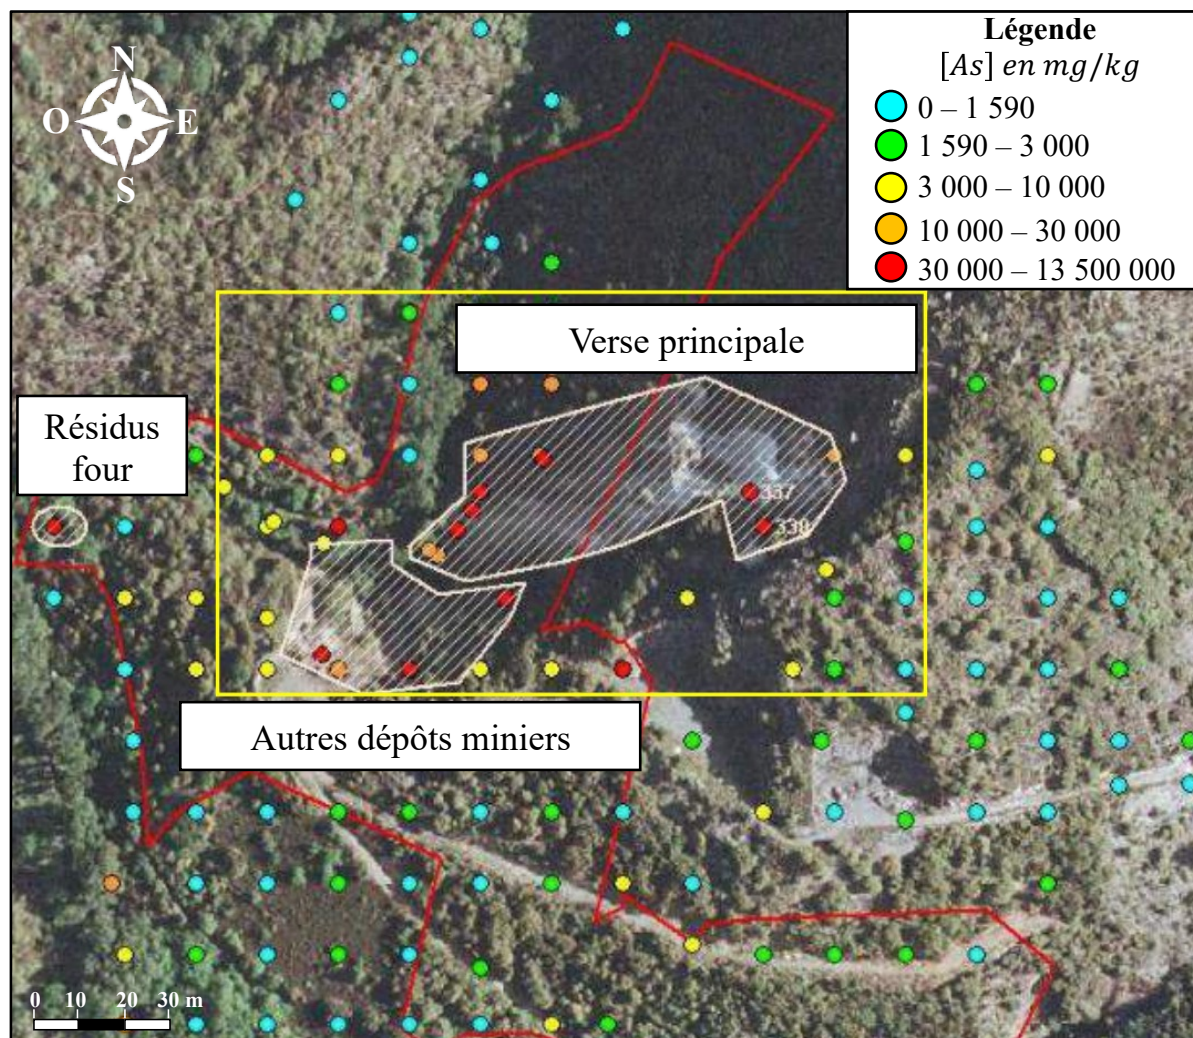 Légende
[As] en mg/kg
0 – 1 590
1 590 – 3 000
3 000 – 10 000
10 000 – 30 000
30 000 – 13 500 000
N
O E
S
Verse principale
Résidus
four
337
338
Autres dépôts miniers
0 10 20 30 m